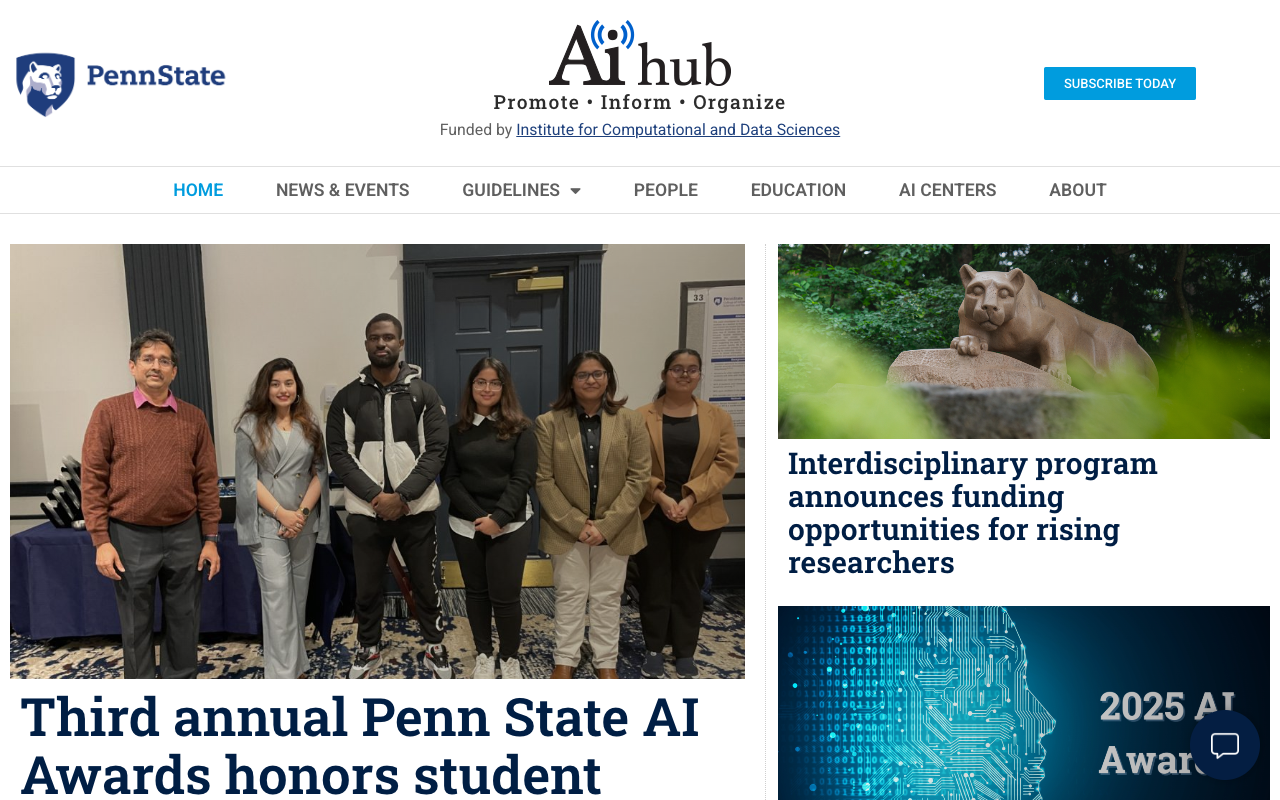 PennState
Ai hub
Promote • Inform • Organize
Funded by Institute for Computational and Data Sciences
SUBSCRIBE TODAY
HOME
NEWS & EVENTS
GUIDELINES
PEOPLE
EDUCATION
AI CENTERS
ABOUT
33
Third annual Penn State AI
Awards honors student
Interdisciplinary program
announces funding
opportunities for rising
researchers
2025 AI